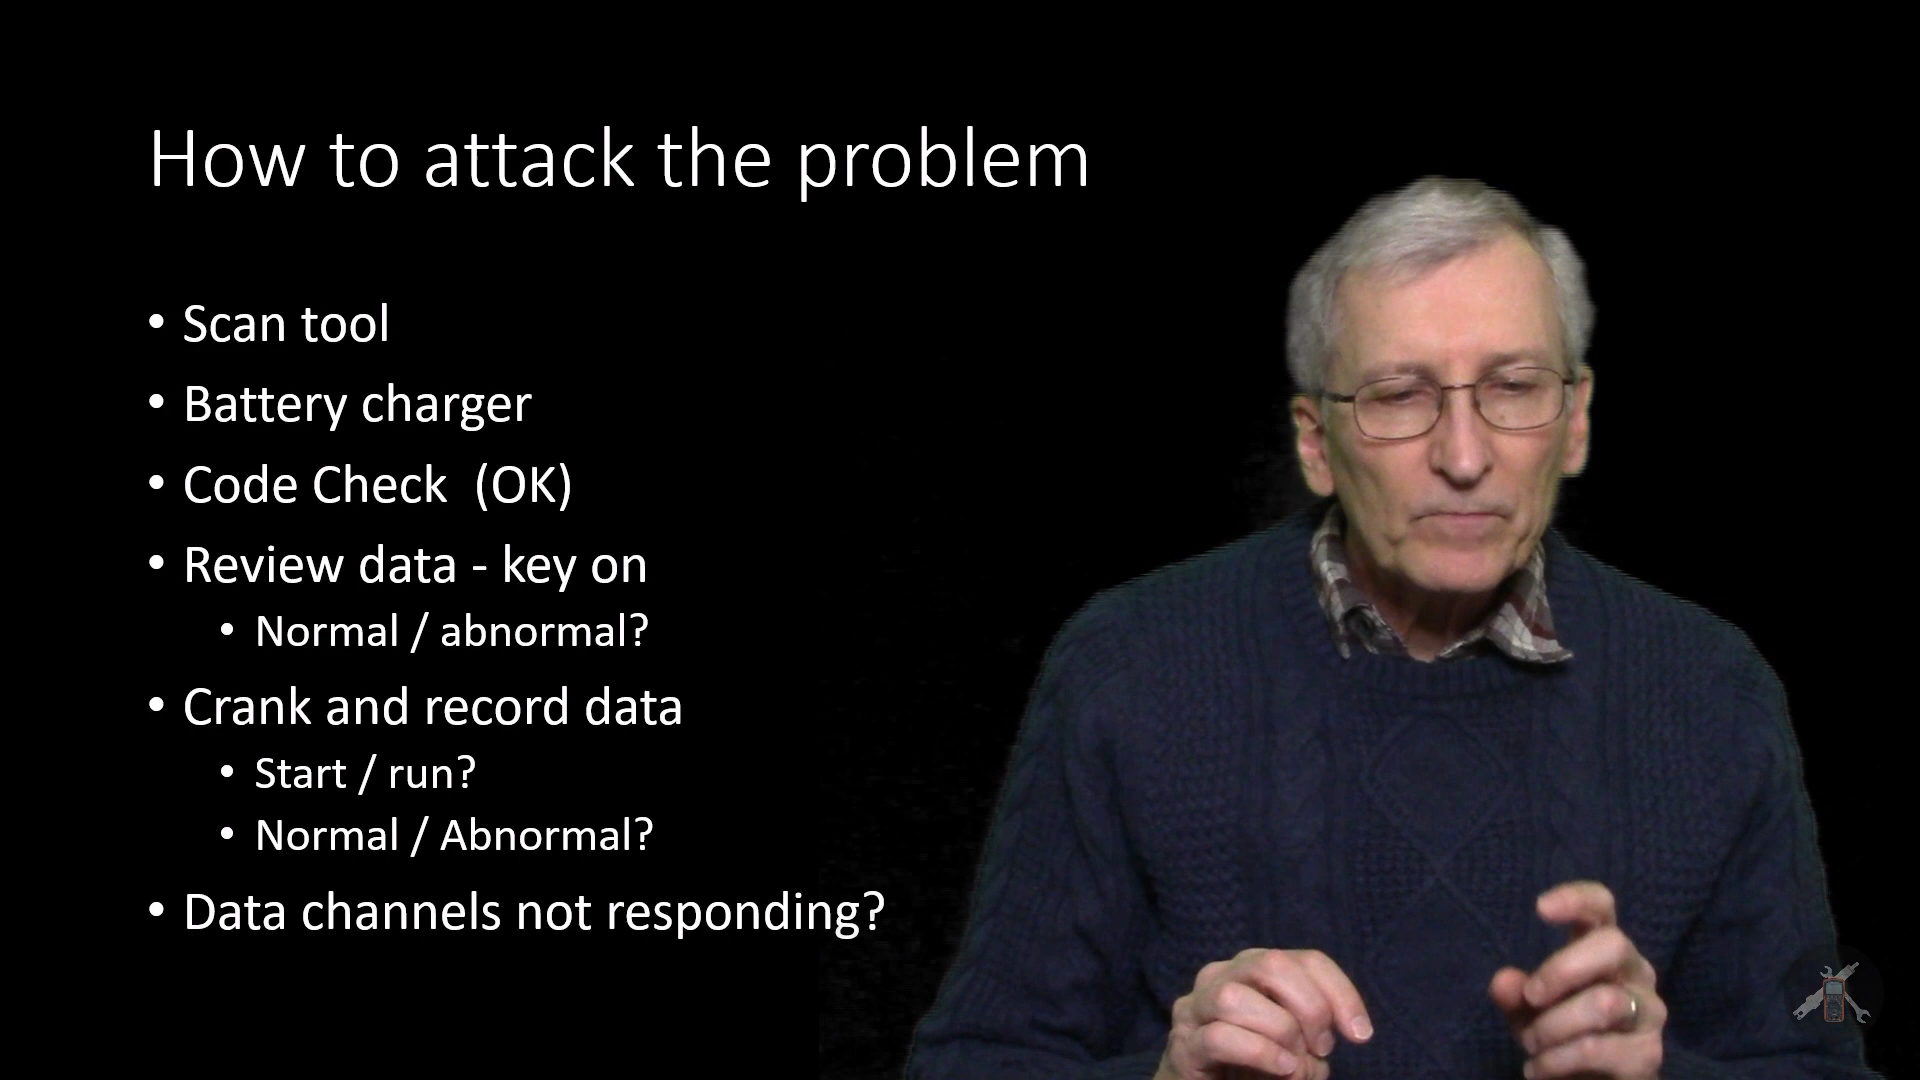 How to attack the problem
• Scan tool
• Battery charger
• Code Check  (OK)
• Review data - key on
• Normal / abnormal?
• Crank and record data
• Start / run?
• Normal / Abnormal?
• Data channels not responding?